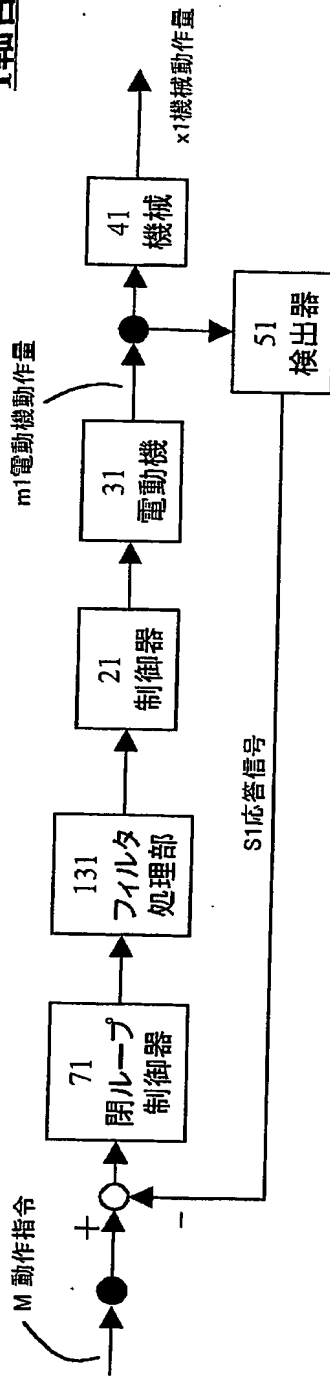 M 動作指令
+
-
71
閉ループ
制御器
131
フィルタ
処理部
21
制御器
31
電動機
m1電動機動作量
41
機械
x1機械動作量
51
検出器
S1応答信号